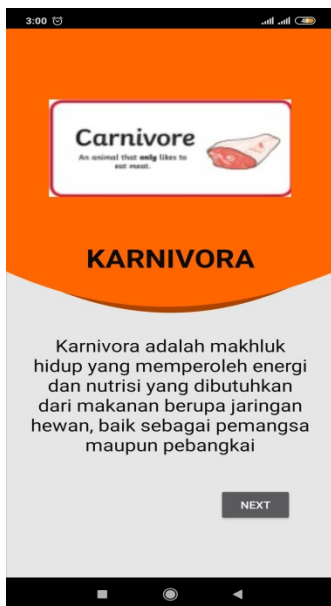 3:00
Carnivore
An animal that only likes to
eat meat.
KARNIVORA
Karnivora adalah makhluk
hidup yang memperoleh energi
dan nutrisi yang dibutuhkan
dari makanan berupa jaringan
hewan, baik sebagai pemangsa
maupun pebangkai
NEXT